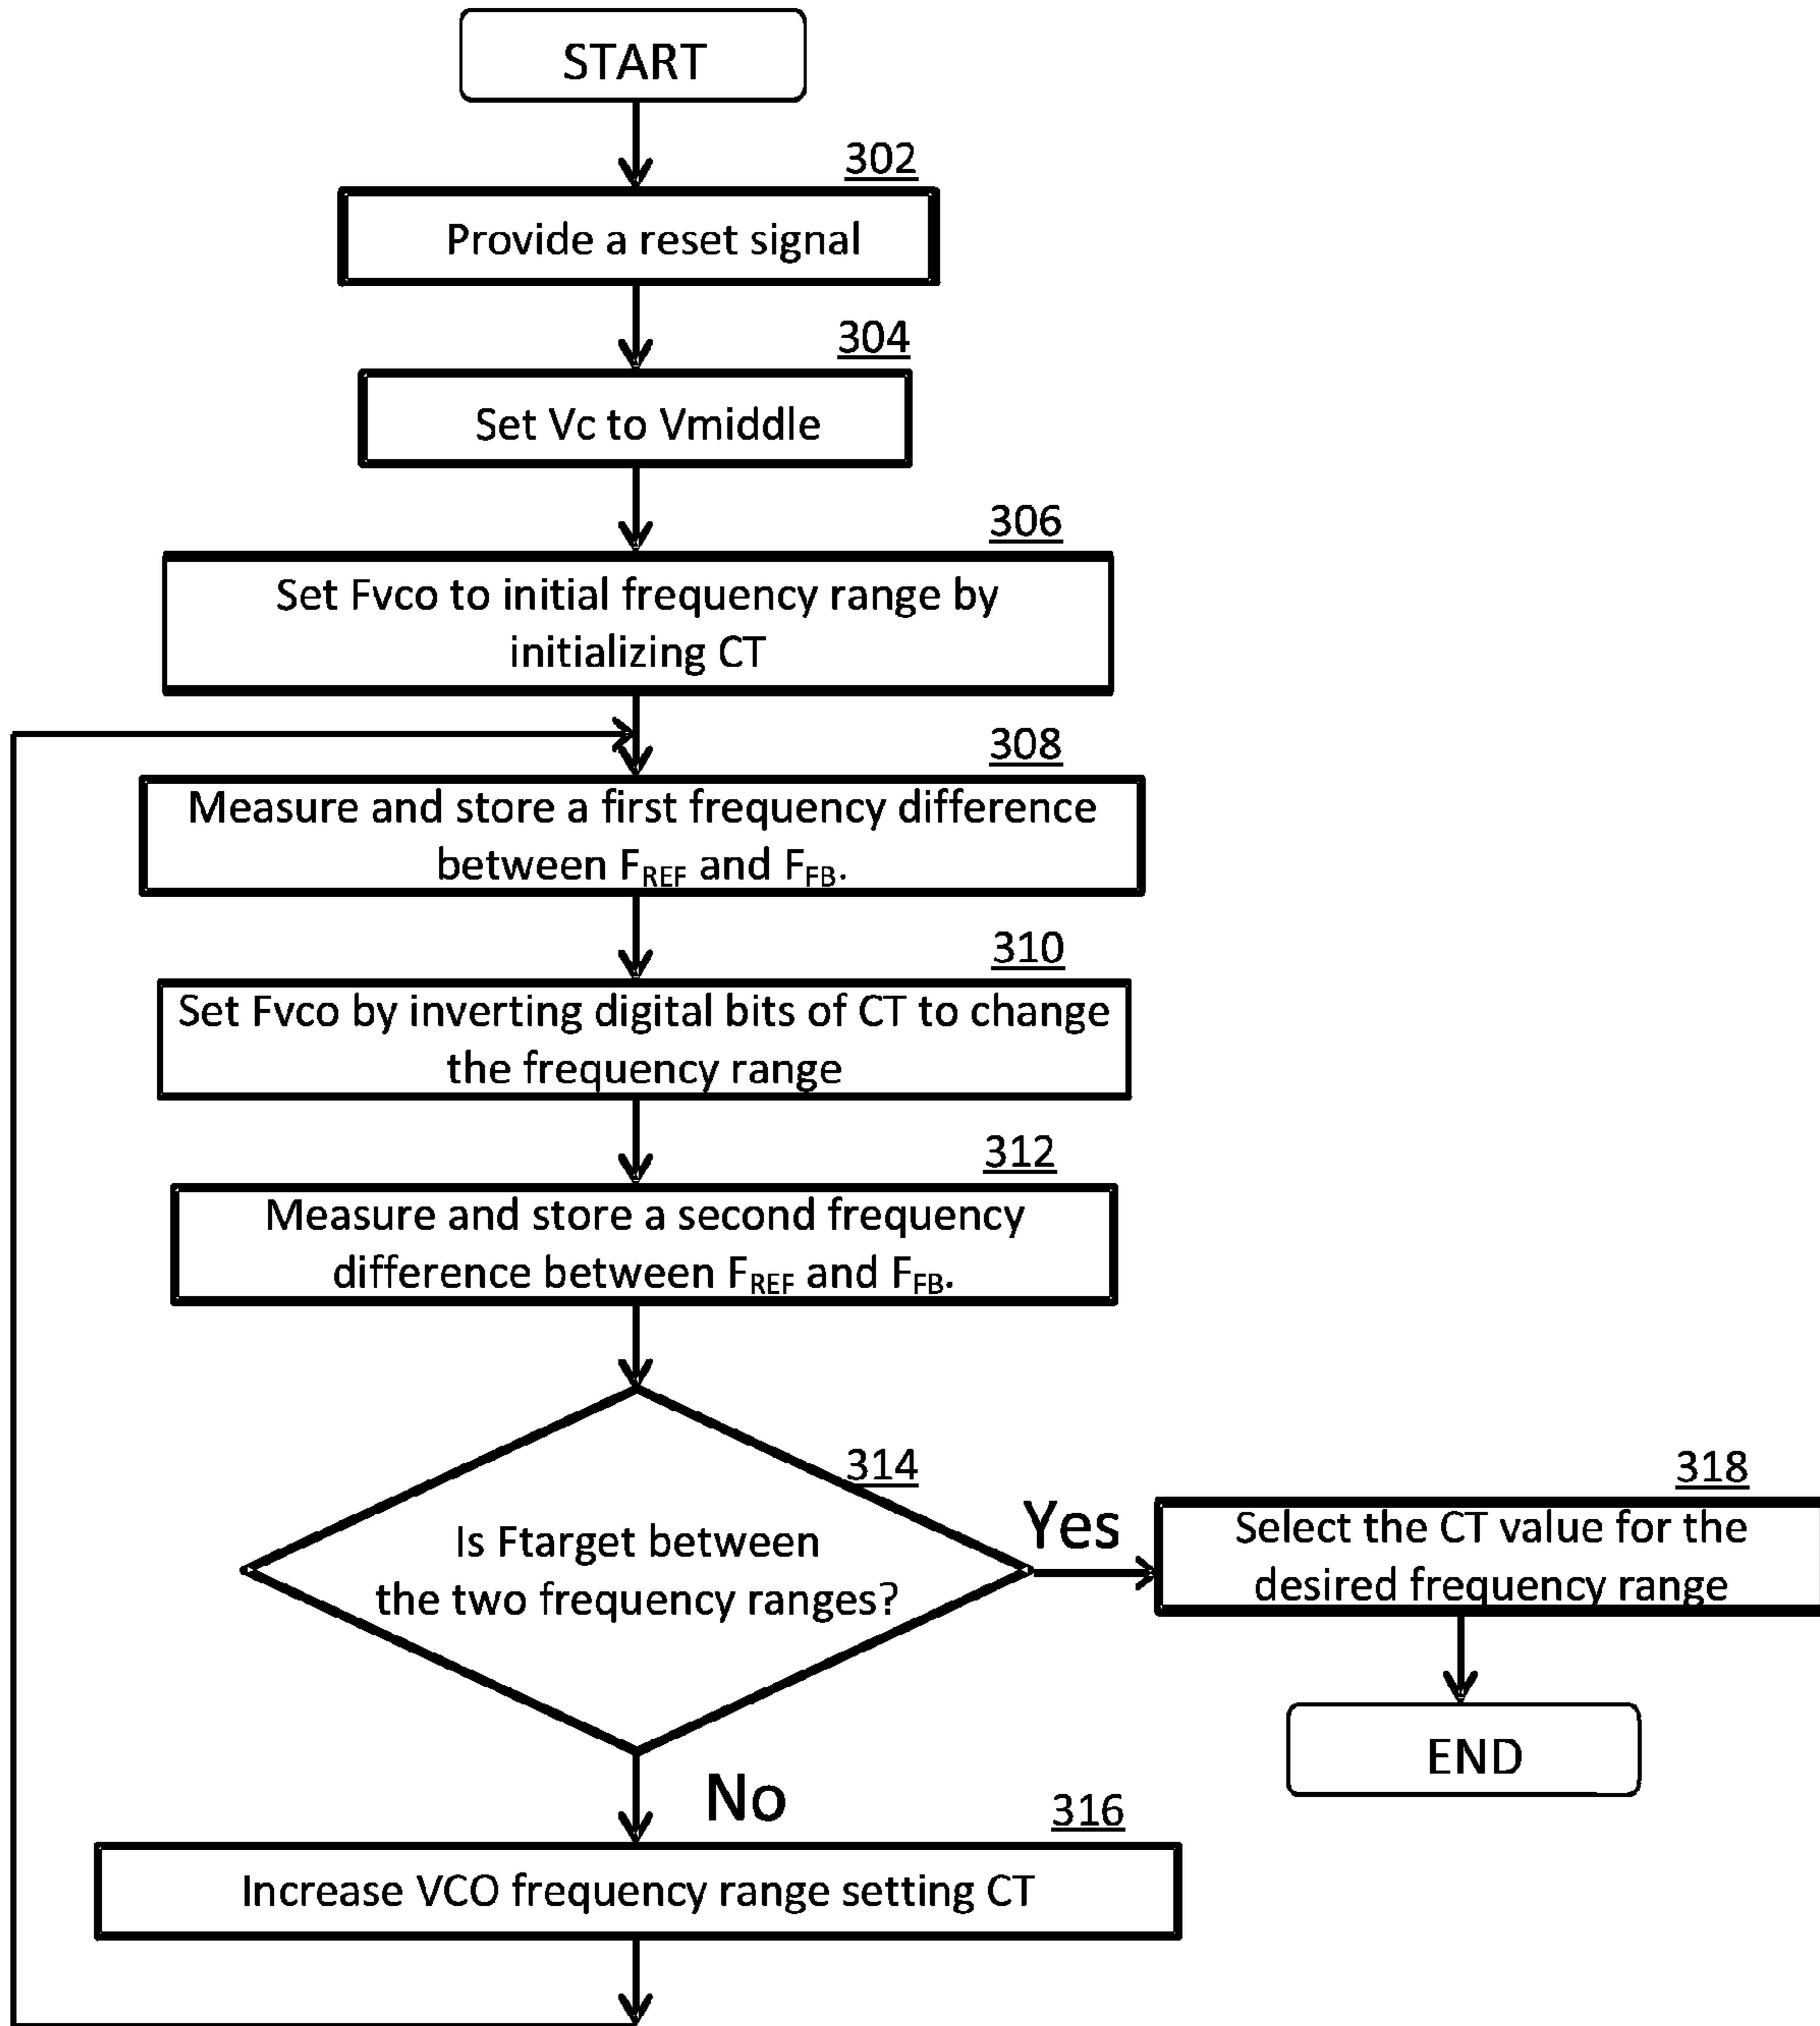 START
302
Provide a reset signal
304
Set Vc to Vmiddle
306
Set Fvco to initial frequency range by
initializing CT
308
Measure and store a first frequency difference
between FREF and FFB.
310
Set Fvco by inverting digital bits of CT to change
the frequency range
312
Measure and store a second frequency
difference between FREF and FFB.
314
Is Ftarget between
the two frequency ranges?
Yes
318
Select the CT value for the
desired frequency range
END
No
316
Increase VCO frequency range setting CT